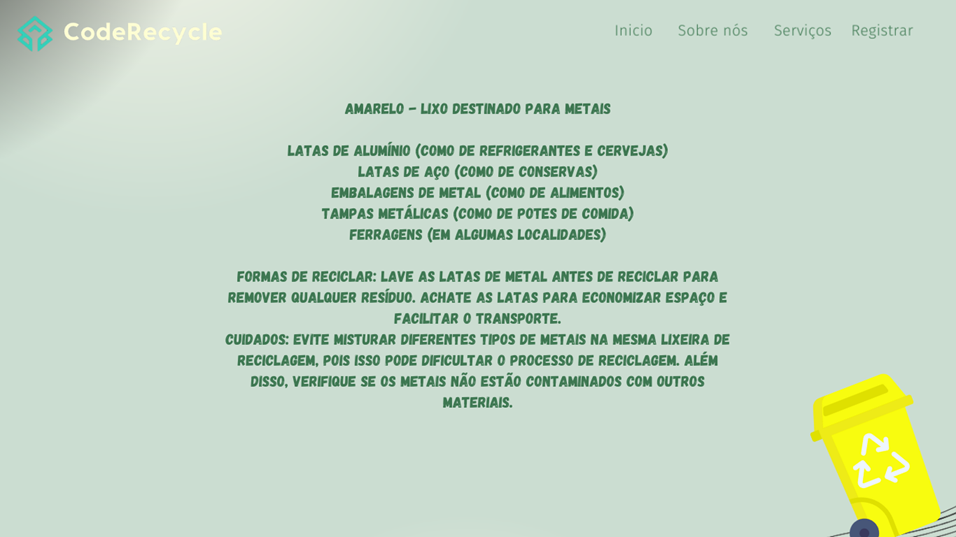 CodeRecycle
Inicio Sobre nós Serviços Registrar
AMARELO – LIXO DESTINADO PARA METAIS
LATAS DE ALUMÍNIO (COMO DE REFRIGERANTES E CERVEJAS)
LATAS DE AÇO (COMO DE CONSERVAS)
EMBALAGENS DE METAL (COMO DE ALIMENTOS)
TAMPAS METÁLICAS (COMO DE POTES DE COMIDA)
FERRAGENS (EM ALGUMAS LOCALIDADES)
FORMAS DE RECICLAR: LAVE AS LATAS DE METAL ANTES DE RECICLAR PARA
REMOVER QUALQUER RESÍDUO. ACHATE AS LATAS PARA ECONOMIZAR ESPAÇO E
FACILITAR O TRANSPORTE.
CUIDADOS: EVITE MISTURAR DIFERENTES TIPOS DE METAIS NA MESMA LIXEIRA DE
RECICLAGEM, POIS ISSO PODE DIFICULTAR O PROCESSO DE RECICLAGEM. ALÉM
DISSO, VERIFIQUE SE OS METAIS NÃO ESTÃO CONTAMINADOS COM OUTROS
MATERIAIS.